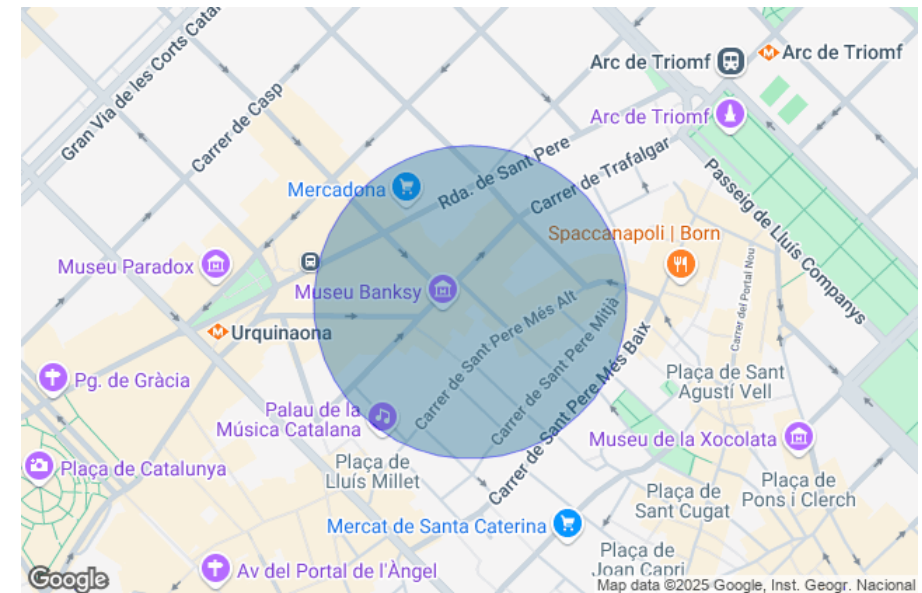 Gran Via de les Corts Catal
Carrer de Casp
Arc de Triomf
Arc de Triomf
Arc de Triomf
Rda. de Sant Pere
Carrer de Trafalgar
Passeig de Lluís Companys
Mercadona
Spaccanapoli | Born
Museu Paradox
Museu Banksy
Carrer del Portal Nou
Urquinaona
Carrer de Sant Pere Més Alt
Carrer de Sant Pere Mitjà
Carrer de Sant Pere Més Baix
Pg. de Gràcia
Plaça de Sant
Agustí Vell
Palau de la
Música Catalana
Museu de la Xocolata
Plaça de Catalunya
Plaça de
Lluís Millet
Plaça de
Sant Cugat
Plaça de
Pons i Clerch
Mercat de Santa Caterina
Plaça de
Joan Capri
Av del Portal de l'Àngel
Google
Map data ©2025 Google, Inst. Geogr. Nacional